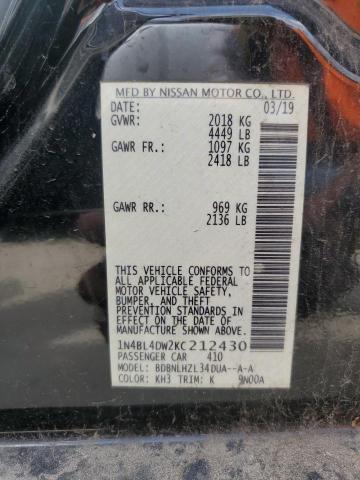 MFD BY NISSAN MOTOR CO., LTD.
DATE: 03/19
GVWR: 2018 KG
4449 LB
GAWR FR: 1097 KG
2418 LB
GAWR RR: 969 KG
2136 LB
THIS VEHICLE CONFORMS TO
ALL APPLICABLE FEDERAL
MOTOR VEHICLE SAFETY,
BUMPER, AND THEFT
PREVENTION STANDARDS
IN EFFECT ON THE DATE OF
MANUFACTURE SHOWN ABOVE.
1N4BL4DW2KC212430
PASSENGER CAR 410
MODEL: BDBNLHZL34DUA--A-A
COLOR: KH3 TRIM: K 9N00A